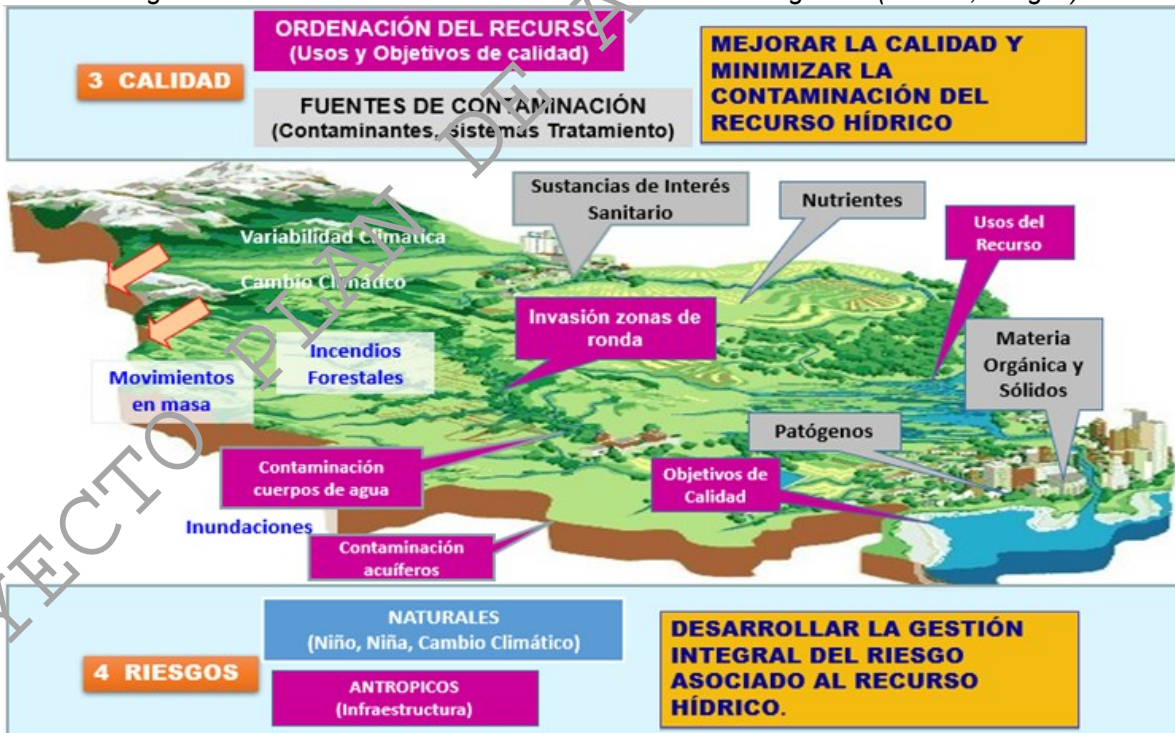 ORDENACIÓN DEL RECURSO
(Usos y Objetivos de calidad)
3 CALIDAD
FUENTES DE CONTAMINACIÓN
(Contaminantes, Sistemas Tratamiento)
MEJORAR LA CALIDAD Y
MINIMIZAR LA
CONTAMINACIÓN DEL
RECURSO HÍDRICO
Sustancias de Interés
Sanitario
Nutrientes
Usos del
Recurso
Variabilidad Climatica
Cambio Climático
Invasión zonas de
ronda
Materia
Orgánica y
Sólidos
Incendios
Forestales
Movimientos
en masa
Patógenos
Contaminación
cuerpos de agua
Objetivos de
Calidad
Inundaciones
Contaminación
acuíferos
NATURALES
(Niño, Niña, Cambio Climático)
4 RIESGOS
ANTROPICOS
(Infraestructura)
DESARROLLAR LA GESTIÓN
INTEGRAL DEL RIESGO
ASOCIADO AL RECURSO
HÍDRICO.
YECTO PLAN DE